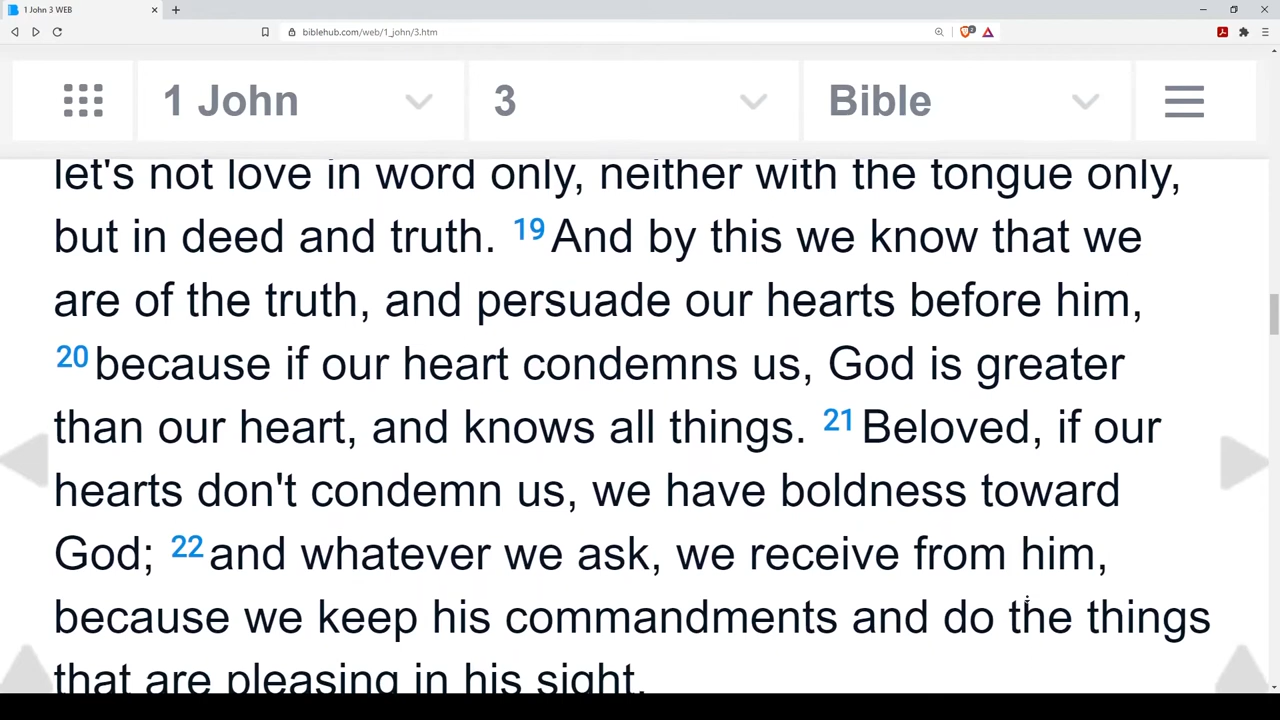 1 John 3 WEB
biblehub.com/web/1_john/3.htm
1 John 3 Bible
let's not love in word only, neither with the tongue only,
but in deed and truth. 19 And by this we know that we
are of the truth, and persuade our hearts before him,
20 because if our heart condemns us, God is greater
than our heart, and knows all things. 21 Beloved, if our
hearts don't condemn us, we have boldness toward
God; 22 and whatever we ask, we receive from him,
because we keep his commandments and do the things
that are pleasing in his sight.